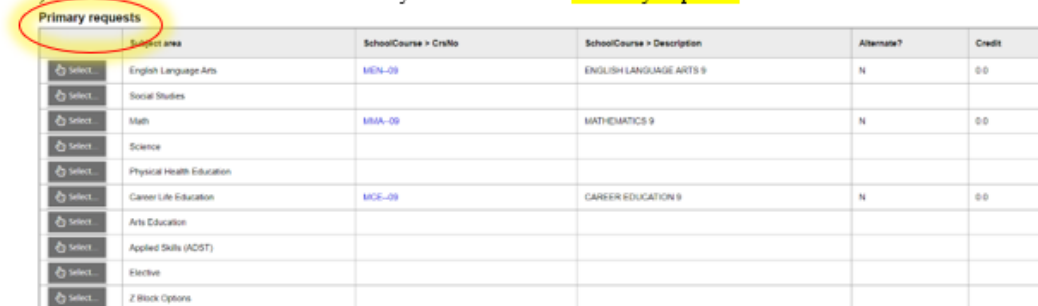 Primary requests
Subject area SchoolCourse > CrsNo SchoolCourse > Description Alternate? Credit
Select... English Language Arts MEN--09 ENGLISH LANGUAGE ARTS 9 N 0.0
Select... Social Studies
Select... Math MMA--09 MATHEMATICS 9 N 0.0
Select... Science
Select... Physical Health Education
Select... Career Life Education MCE--09 CAREER EDUCATION 9 N 0.0
Select... Arts Education
Select... Applied Skills (ADST)
Select... Elective
Select... Z Block Options